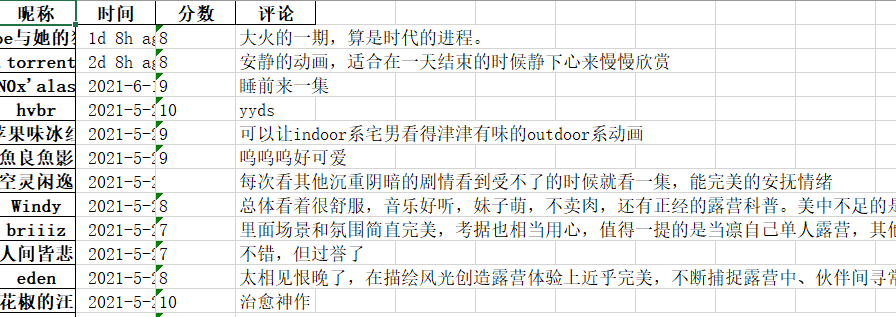 昵称 时间 分数 评论
pe与她的 1d 8h ag 8 大火的一期，算是时代的进程。
torrent 2d 8h ag 8 安静的动画，适合在一天结束的时候静下心来慢慢欣赏
NOx'alas 2021-6- 9 睡前来一集
hvbr 2021-5-2 10 yyds
苹果味冰红 2021-5-2 9 可以让indoor系宅男看得津津有味的outdoor系动画
魚良魚影 2021-5-2 9 呜呜呜好可爱
空灵闲逸 2021-5-2 每次看其他沉重阴暗的剧情看到受不了的时候就看一集，能完美的安抚情绪
Windy 2021-5-2 8 总体看着很舒服，音乐好听，妹子萌，不卖肉，还有正经的露营科普。美中不足的是
briiiz 2021-5-2 7 里面场景和氛围简直完美，考据也相当用心，值得一提的是当凛自己单人露营，其他
人间皆悲 2021-5-2 7 不错，但过誉了
eden 2021-5-2 8 太相见恨晚了，在描绘风光创造露营体验上近乎完美，不断捕捉露营中、伙伴间寻常
花椒的汪 2021-5-2 10 治愈神作